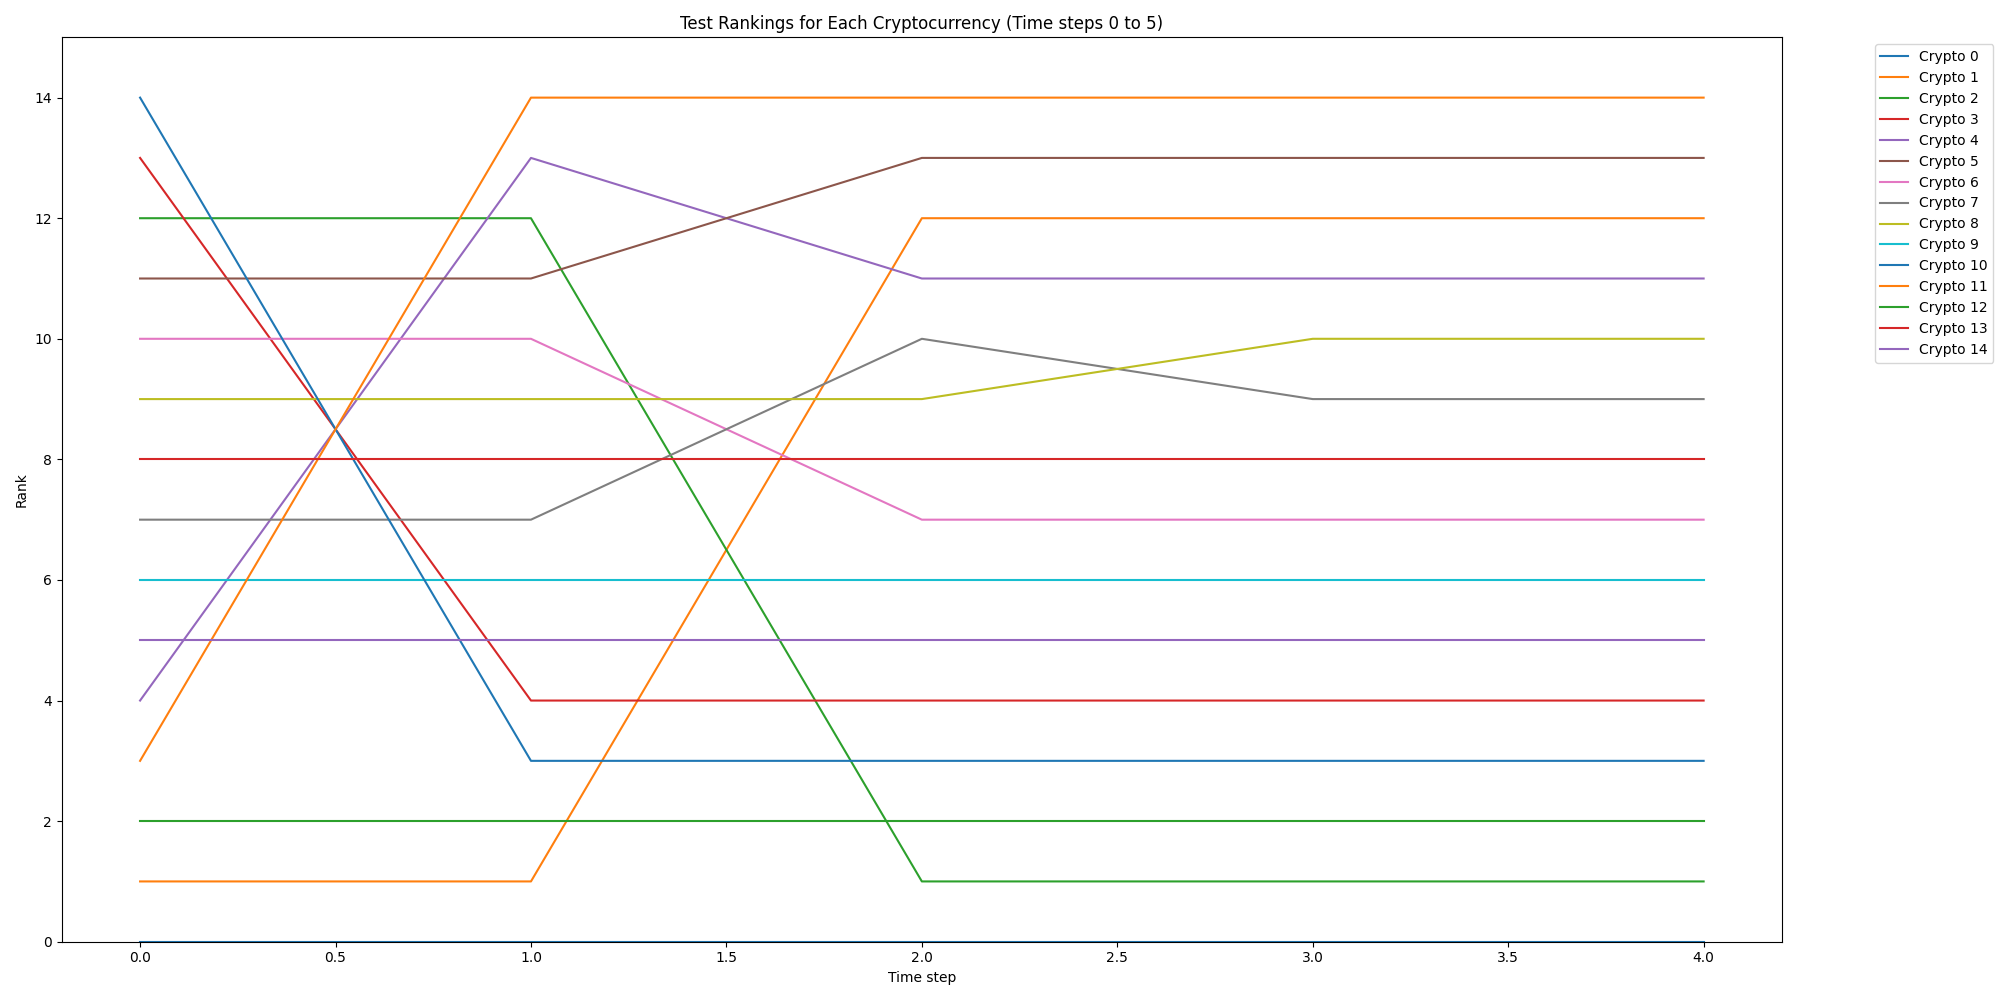 Test Rankings for Each Cryptocurrency (Time steps 0 to 5)
14
12
10
8
6
4
2
0
Rank
0.0 0.5 1.0 1.5 2.0 2.5 3.0 3.5 4.0
Time step
Crypto 0
Crypto 1
Crypto 2
Crypto 3
Crypto 4
Crypto 5
Crypto 6
Crypto 7
Crypto 8
Crypto 9
Crypto 10
Crypto 11
Crypto 12
Crypto 13
Crypto 14